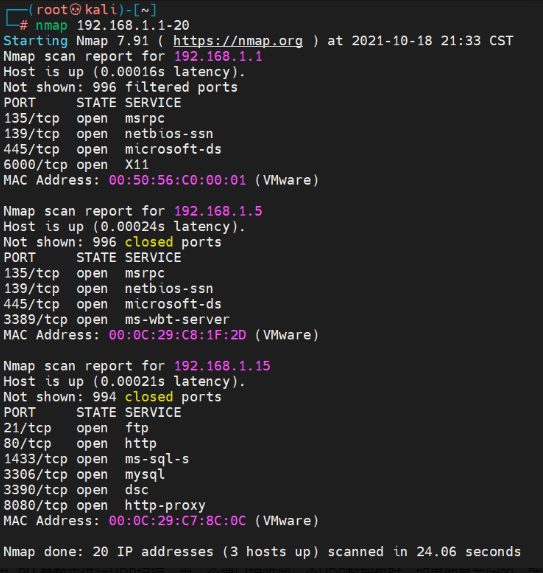 (root㉿kali)-[~]
# nmap 192.168.1.1-20
Starting Nmap 7.91 ( https://nmap.org ) at 2021-10-18 21:33 CST
Nmap scan report for 192.168.1.1
Host is up (0.00016s latency).
Not shown: 996 filtered ports
PORT     STATE SERVICE
135/tcp  open  msrpc
139/tcp  open  netbios-ssn
445/tcp  open  microsoft-ds
6000/tcp open  X11
MAC Address: 00:50:56:C0:00:01 (VMware)

Nmap scan report for 192.168.1.5
Host is up (0.00024s latency).
Not shown: 996 closed ports
PORT     STATE SERVICE
135/tcp  open  msrpc
139/tcp  open  netbios-ssn
445/tcp  open  microsoft-ds
3389/tcp open  ms-wbt-server
MAC Address: 00:0C:29:C8:1F:2D (VMware)

Nmap scan report for 192.168.1.15
Host is up (0.00021s latency).
Not shown: 994 closed ports
PORT     STATE SERVICE
21/tcp   open  ftp
80/tcp   open  http
1433/tcp open  ms-sql-s
3306/tcp open  mysql
3390/tcp open  dsc
8080/tcp open  http-proxy
MAC Address: 00:0C:29:C7:8C:0C (VMware)

Nmap done: 20 IP addresses (3 hosts up) scanned in 24.06 seconds